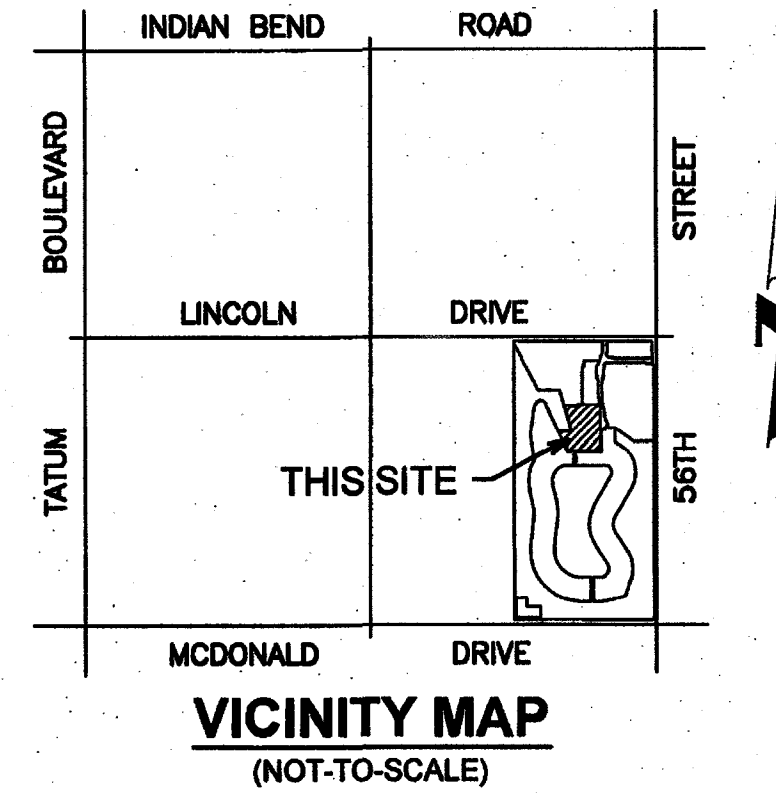 INDIAN BEND ROAD
BOULEVARD
STREET
LINCOLN DRIVE
TATUM
THIS SITE
56TH
MCDONALD DRIVE
VICINITY MAP
(NOT-TO-SCALE)